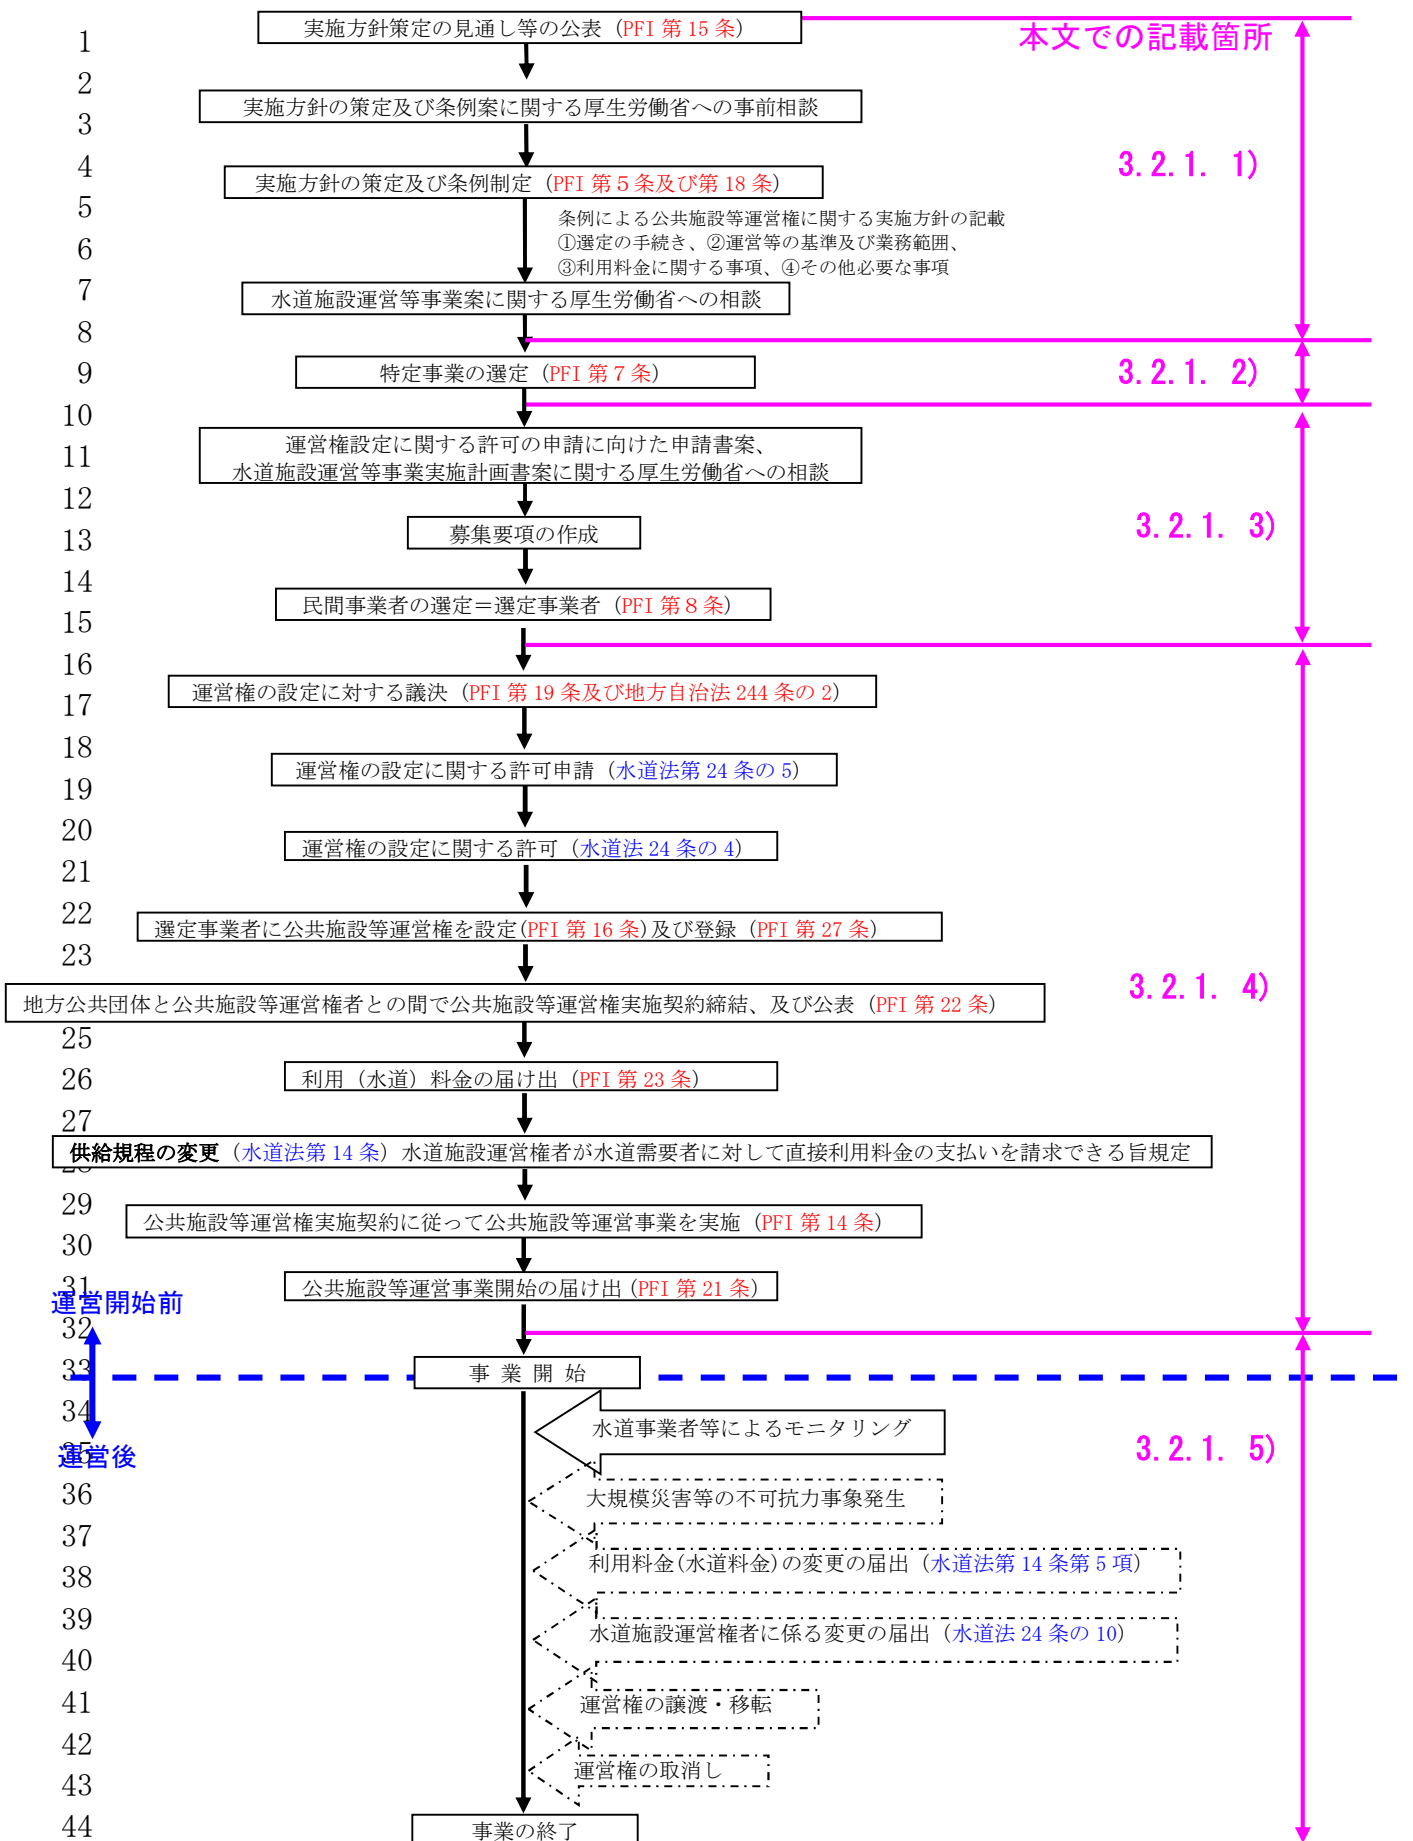 1
実施方針策定の見通し等の公表（PFI 第 15 条）
本文での記載箇所
2
3
実施方針の策定及び条例案に関する厚生労働省への事前相談
4
3.2.1. 1)
実施方針の策定及び条例制定（PFI 第５条及び第 18 条）
5
条例による公共施設等運営権に関する実施方針の記載
6
①選定の手続き、②運営等の基準及び業務範囲、
③利用料金に関する事項、④その他必要な事項
7
水道施設運営等事業案に関する厚生労働省への相談
8
9
特定事業の選定（PFI 第７条）
3.2.1. 2)
10
運営権設定に関する許可の申請に向けた申請書案、
11
水道施設運営等事業実施計画書案に関する厚生労働省への相談
12
13
募集要項の作成
3.2.1. 3)
14
民間事業者の選定＝選定事業者（PFI 第８条）
15
16
運営権の設定に対する議決（PFI 第 19 条及び地方自治法 244 条の 2）
17
18
運営権の設定に関する許可申請（水道法第 24 条の 5）
19
20
運営権の設定に関する許可（水道法 24 条の 4）
21
22
選定事業者に公共施設等運営権を設定(PFI 第 16 条)及び登録（PFI 第 27 条）
23
3.2.1. 4)
地方公共団体と公共施設等運営権者との間で公共施設等運営権実施契約締結、及び公表（PFI 第 22 条）
25
26
利用（水道）料金の届け出（PFI 第 23 条）
27
供給規程の変更（水道法第 14 条）水道施設運営権者が水道需要者に対して直接利用料金の支払いを請求できる旨規定
29
公共施設等運営権実施契約に従って公共施設等運営事業を実施（PFI 第 14 条）
30
31
公共施設等運営事業開始の届け出(PFI 第 21 条)
運営開始前
32
33
事 業 開 始
34
水道事業者等によるモニタリング
35
運営後
3.2.1. 5)
36
大規模災害等の不可抗力事象発生
37
利用料金(水道料金)の変更の届出（水道法第 14 条第 5 項）
38
39
水道施設運営権者に係る変更の届出（水道法 24 条の 10）
40
41
運営権の譲渡・移転
42
運営権の取消し
43
44
事業の終了